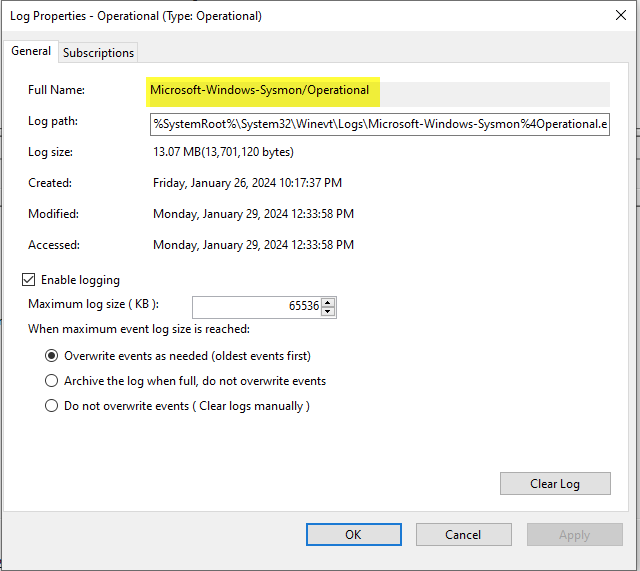 Log Properties - Operational (Type: Operational)
General Subscriptions
Full Name: Microsoft-Windows-Sysmon/Operational
Log path: %SystemRoot%\System32\Winevt\Logs\Microsoft-Windows-Sysmon%4Operational.e
Log size: 13.07 MB(13,701,120 bytes)
Created: Friday, January 26, 2024 10:17:37 PM
Modified: Monday, January 29, 2024 12:33:58 PM
Accessed: Monday, January 29, 2024 12:33:58 PM
Enable logging
Maximum log size ( KB ): 65536
When maximum event log size is reached:
Overwrite events as needed (oldest events first)
Archive the log when full, do not overwrite events
Do not overwrite events ( Clear logs manually )
Clear Log
OK Cancel Apply